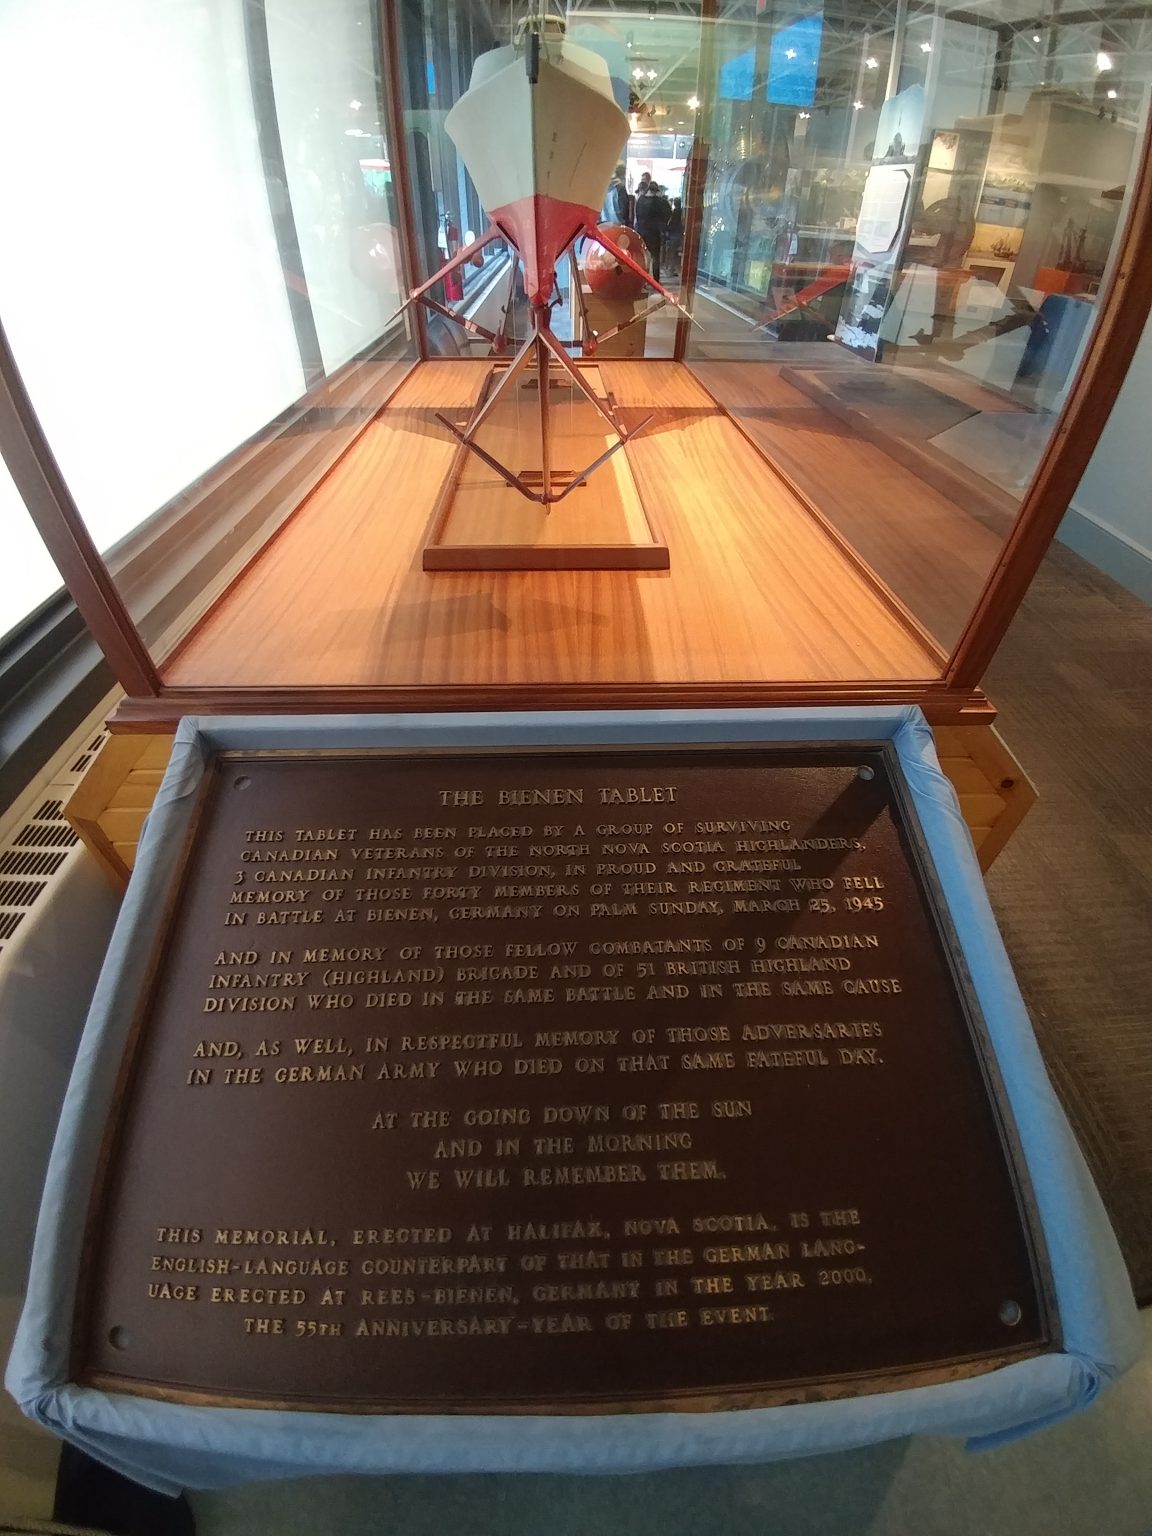 THE BIENEN TABLET
THIS TABLET HAS BEEN PLACED BY A GROUP OF SURVIVING
CANADIAN VETERANS OF THE NORTH NOVA SCOTIA HIGHLANDERS,
3 CANADIAN INFANTRY DIVISION, IN PROUD AND GRATEFUL
MEMORY OF THOSE FORTY MEMBERS OF THEIR REGIMENT WHO FELL
IN BATTLE AT BIENEN, GERMANY ON PALM SUNDAY, MARCH 25, 1945
AND IN MEMORY OF THOSE FELLOW COMBATANTS OF 9 CANADIAN
INFANTRY (HIGHLAND) BRIGADE AND OF 51 BRITISH HIGHLAND
DIVISION WHO DIED IN THE SAME BATTLE AND IN THE SAME CAUSE
AND, AS WELL, IN RESPECTFUL MEMORY OF THOSE ADVERSARIES
IN THE GERMAN ARMY WHO DIED ON THAT SAME FATEFUL DAY.
AT THE GOING DOWN OF THE SUN
AND IN THE MORNING
WE WILL REMEMBER THEM.
THIS MEMORIAL, ERECTED AT HALIFAX, NOVA SCOTIA, IS THE
ENGLISH-LANGUAGE COUNTERPART OF THAT IN THE GERMAN LANG-
UAGE ERECTED AT REES-BIENEN, GERMANY IN THE YEAR 2000,
THE 55TH ANNIVERSARY-YEAR OF THE EVENT.